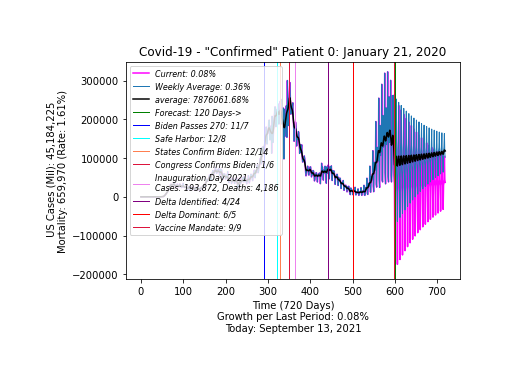 Covid-19 - "Confirmed" Patient 0: January 21, 2020
US Cases (Mil): 45,184,225
Mortality: 659,970 (Rate: 1.61%)
300000
200000
100000
0
−100000
−200000
Current: 0.08%
Weekly Average: 0.36%
average: 7876061.68%
Forecast: 120 Days->
Biden Passes 270: 11/7
Safe Harbor: 12/8
States Confirm Biden: 12/14
Congress Confirms Biden: 1/6
Inauguration Day 2021
Cases: 193,872, Deaths: 4,186
Delta Identified: 4/24
Delta Dominant: 6/5
Vaccine Mandate: 9/9
0 100 200 300 400 500 600 700
Time (720 Days)
Growth per Last Period: 0.08%
Today: September 13, 2021